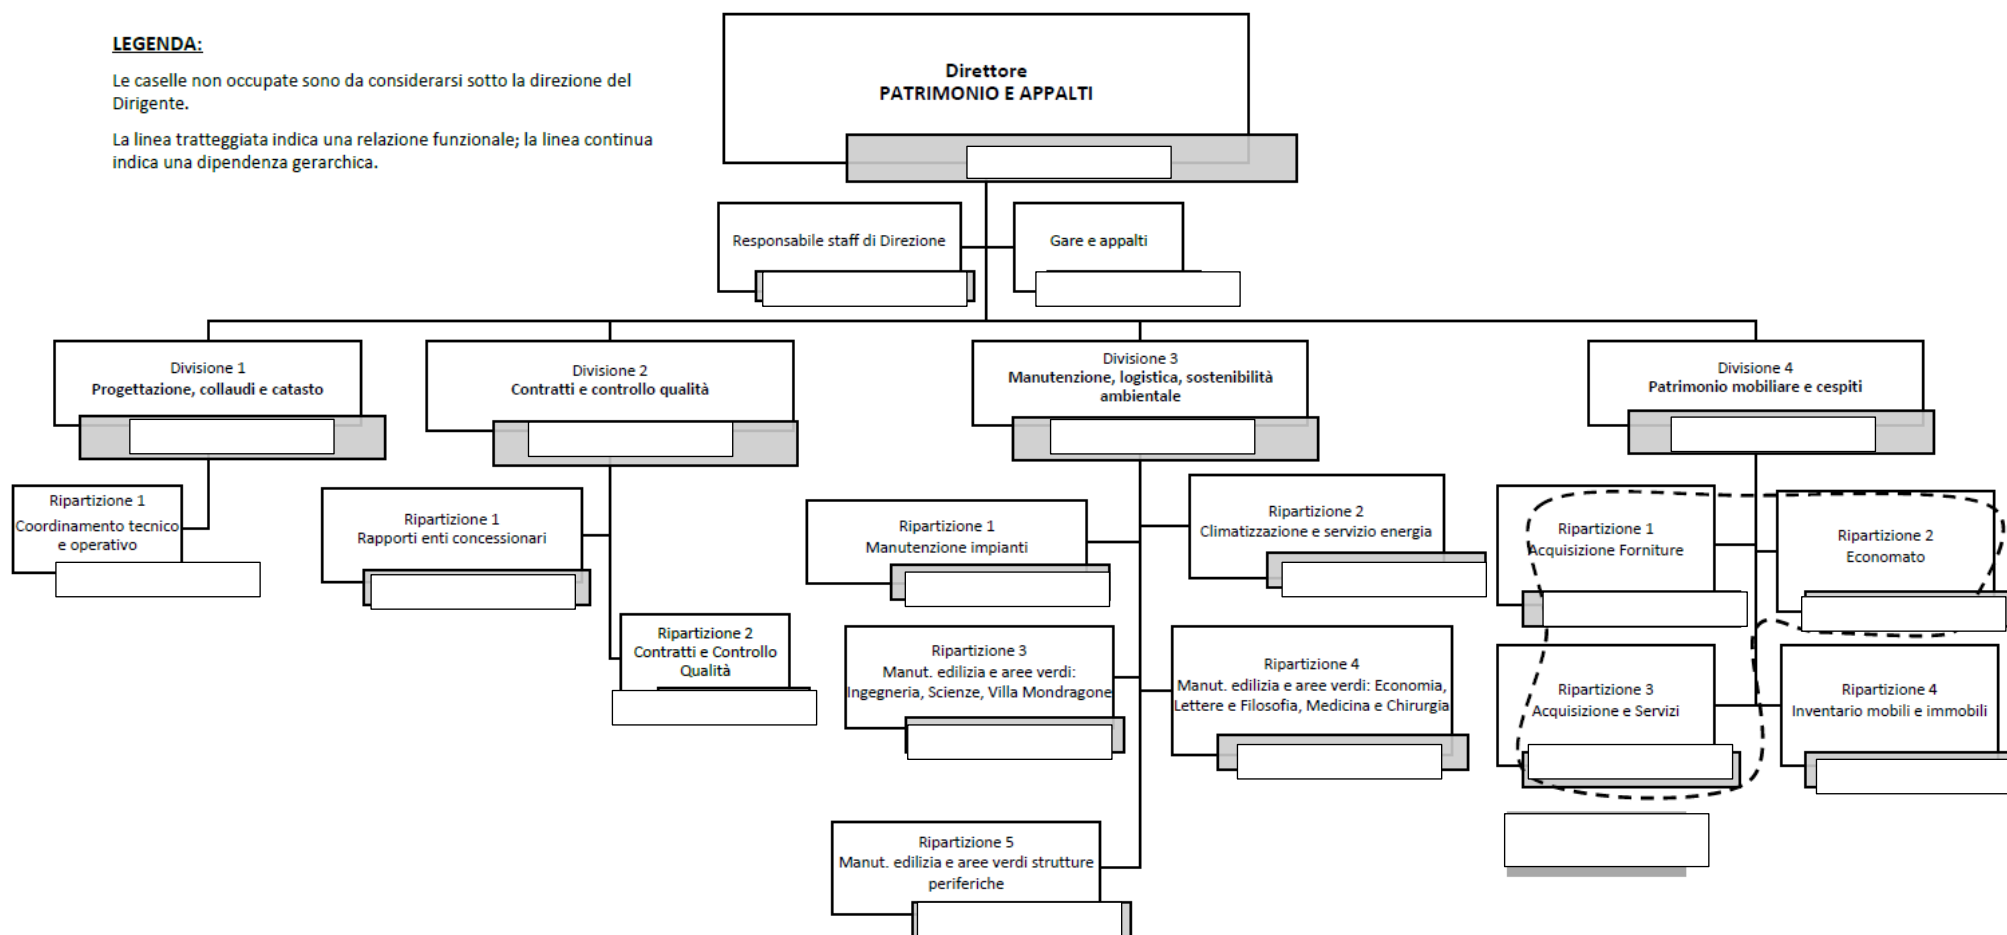 LEGENDA:
Le caselle non occupate sono da considerarsi sotto la direzione del
Dirigente.
La linea tratteggiata indica una relazione funzionale; la linea continua
indica una dipendenza gerarchica.
Direttore
PATRIMONIO E APPALTI
Responsabile staff di Direzione
Gare e appalti
Divisione 1
Progettazione, collaudi e catasto
Divisione 2
Contratti e controllo qualità
Divisione 3
Manutenzione, logistica, sostenibilità
ambientale
Divisione 4
Patrimonio mobiliare e cespiti
Ripartizione 1
Coordinamento tecnico
e operativo
Ripartizione 1
Rapporti enti concessionari
Ripartizione 2
Contratti e Controllo
Qualità
Ripartizione 1
Manutenzione impianti
Ripartizione 2
Climatizzazione e servizio energia
Ripartizione 3
Manut. edilizia e aree verdi:
Ingegneria, Scienze, Villa Mondragone
Ripartizione 4
Manut. edilizia e aree verdi: Economia,
Lettere e Filosofia, Medicina e Chirurgia
Ripartizione 5
Manut. edilizia e aree verdi strutture
periferiche
Ripartizione 1
Acquisizione Forniture
Ripartizione 2
Economato
Ripartizione 3
Acquisizione e Servizi
Ripartizione 4
Inventario mobili e immobili